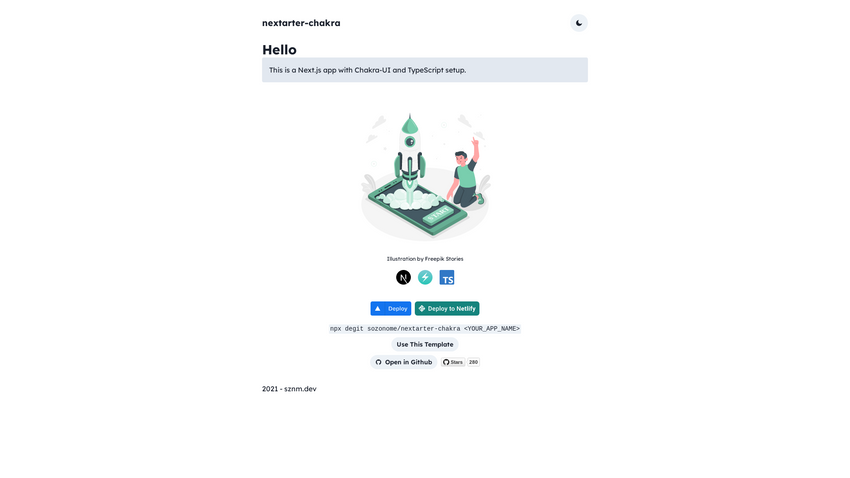 nextarter-chakra
Hello
This is a Next.js app with Chakra-UI and TypeScript setup.
START
Illustration by Freepik Stories
N
TS
Deploy
Deploy to Netlify
npx degit sozonome/nextarter-chakra <YOUR_APP_NAME>
Use This Template
Open in Github
Stars 280
2021 - sznm.dev